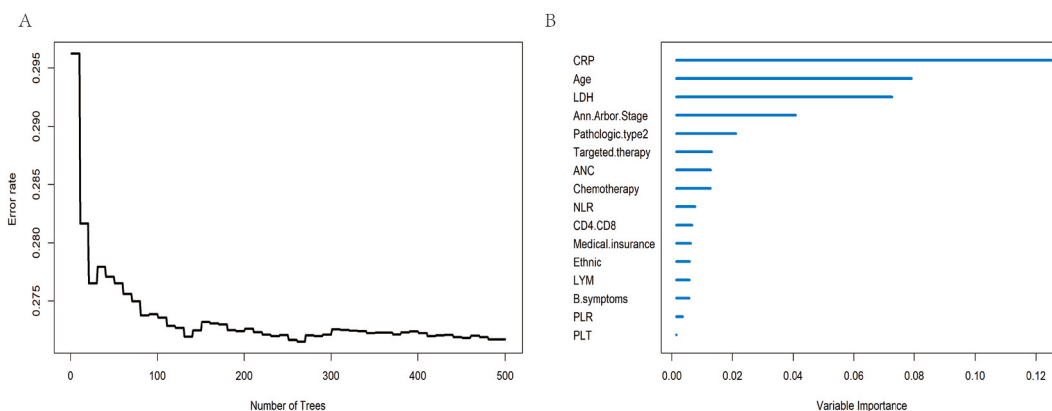 A
Error rate
0.295
0.290
0.285
0.280
0.275
0
100
200
300
400
500
Number of Trees
B
CRP
Age
LDH
Ann.Arbor.Stage
Pathologic.type2
Targeted.therapy
ANC
Chemotherapy
NLR
CD4.CD8
Medical.insurance
Ethnic
LYM
B.symptoms
PLR
PLT
0.00
0.02
0.04
0.06
0.08
0.10
0.12
Variable Importance